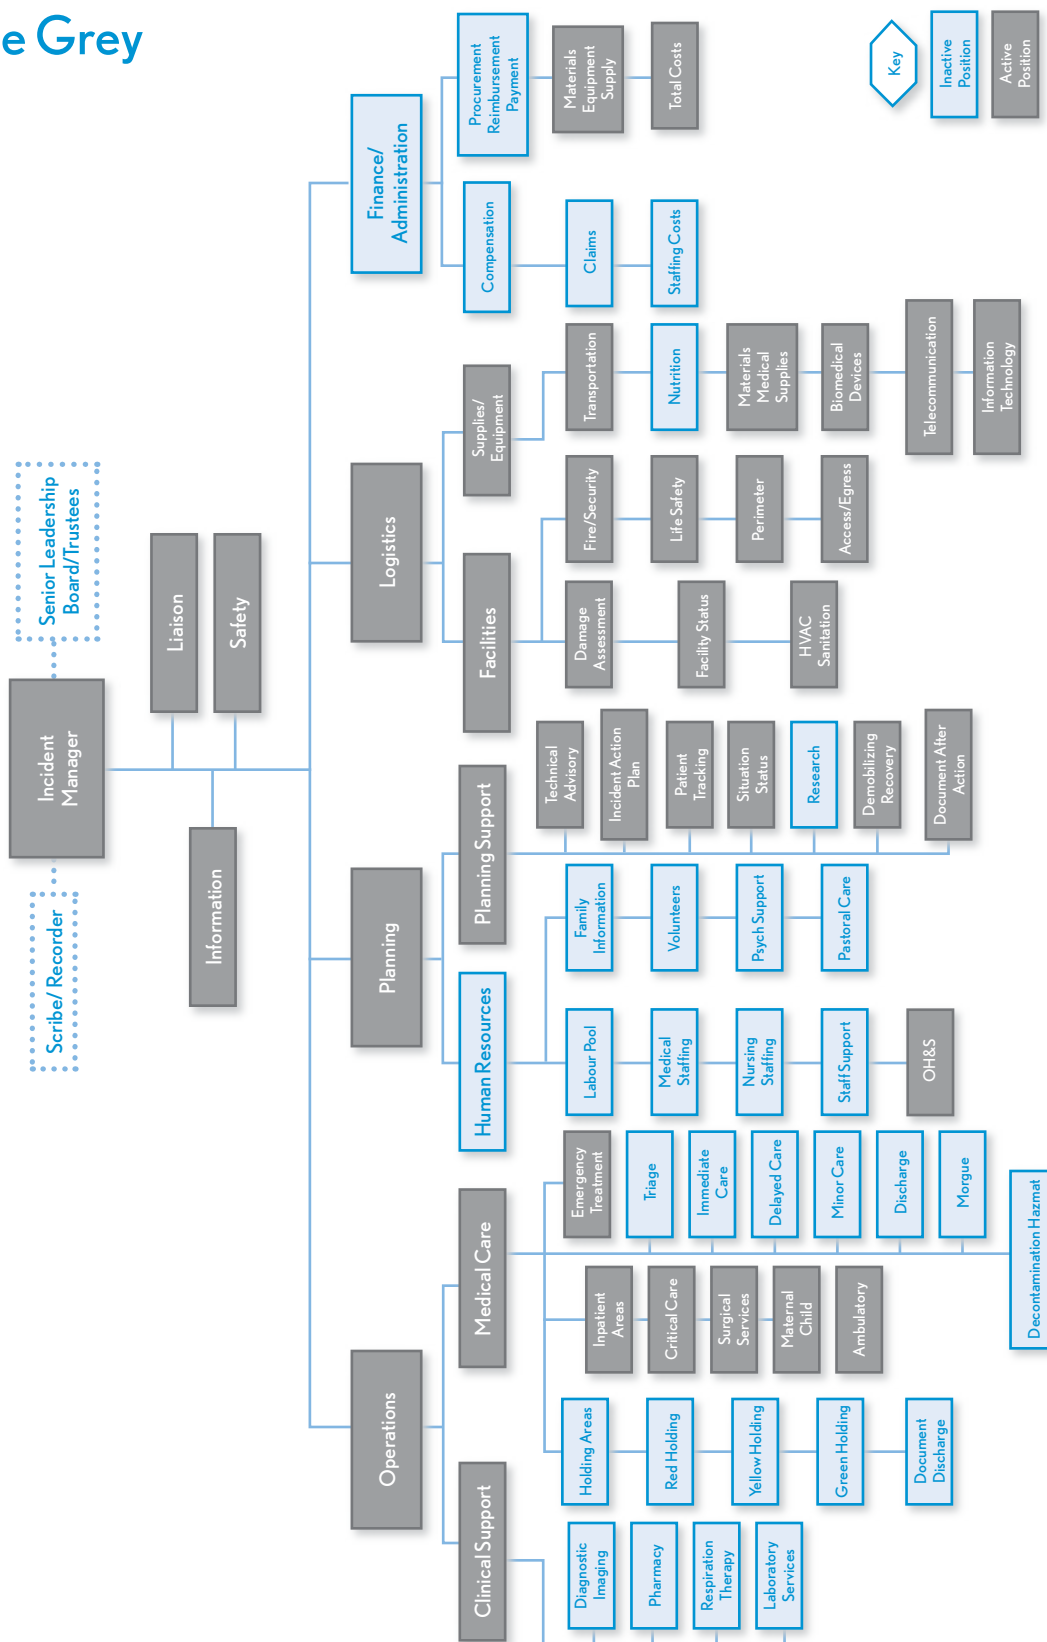 e Grey
Key
Inactive
Position
Active
Position
Incident
Manager
Senior Leadership
Board/Trustees
Scribe/ Recorder
Liaison
Safety
Information
Operations
Clinical Support
Diagnostic
Imaging
Pharmacy
Respiration
Therapy
Laboratory
Services
Medical Care
Holding Areas
Red Holding
Yellow Holding
Green Holding
Document
Discharge
Inpatient
Areas
Critical Care
Surgical
Services
Maternal
Child
Ambulatory
Emergency
Treatment
Triage
Immediate
Care
Delayed Care
Minor Care
Discharge
Morgue
Decontamination Hazmat
Planning
Human Resources
Labour Pool
Medical
Staffing
Nursing
Staffing
Staff Support
OH&S
Family
Information
Volunteers
Psych Support
Pastoral Care
Planning Support
Technical
Advisory
Incident Action
Plan
Patient
Tracking
Situation
Status
Research
Demobilizing
Recovery
Document After
Action
Logistics
Facilities
Damage
Assessment
Facility Status
HVAC
Sanitation
Fire/Security
Life Safety
Perimeter
Access/Egress
Supplies/
Equipment
Transportation
Nutrition
Materials
Medical
Supplies
Biomedical
Devices
Telecommunication
Information
Technology
Finance/
Administration
Compensation
Claims
Staffing Costs
Procurement
Reimbursement
Payment
Materials
Equipment
Supply
Total Costs